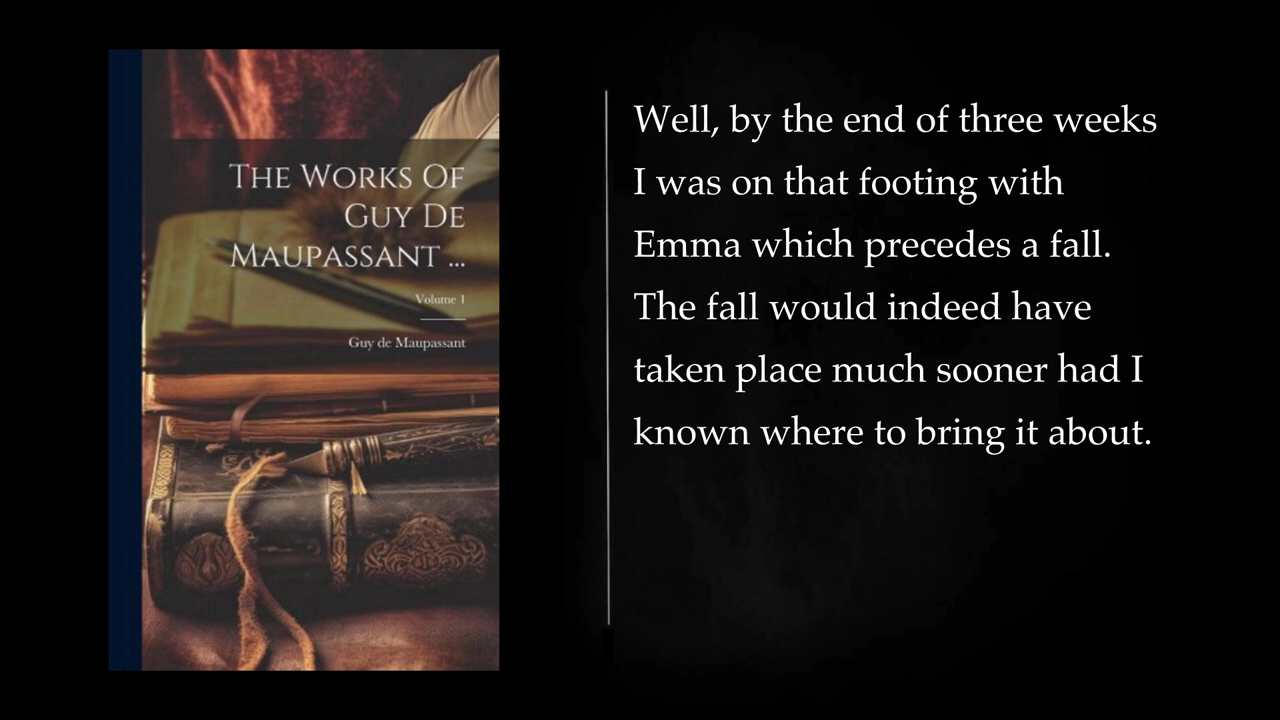 THE WORKS OF
GUY DE
MAUPASSANT ...
Volume 1
Guy de Maupassant
Well, by the end of three weeks
I was on that footing with
Emma which precedes a fall.
The fall would indeed have
taken place much sooner had I
known where to bring it about.